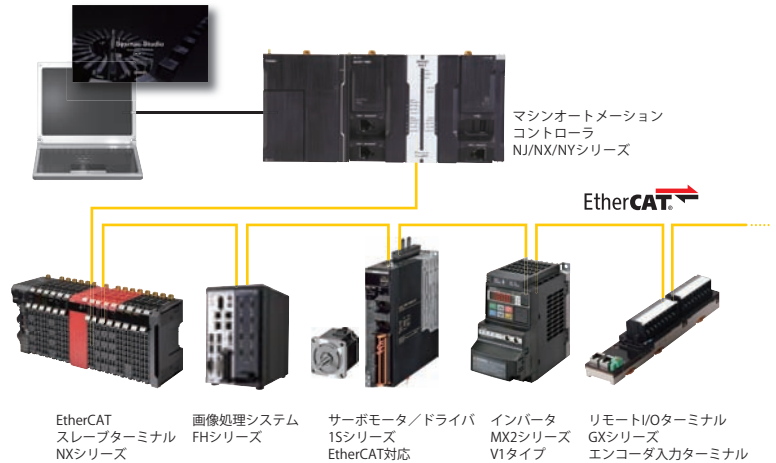 Sysmac Studio
マシンオートメーション
コントローラ
NJ/NX/NYシリーズ
EtherCAT®
EtherCAT
スレーブターミナル
NXシリーズ
画像処理システム
FHシリーズ
サーボモータ／ドライバ
1Sシリーズ
EtherCAT対応
インバータ
MX2シリーズ
V1タイプ
リモートI/Oターミナル
GXシリーズ
エンコーダ入力ターミナル